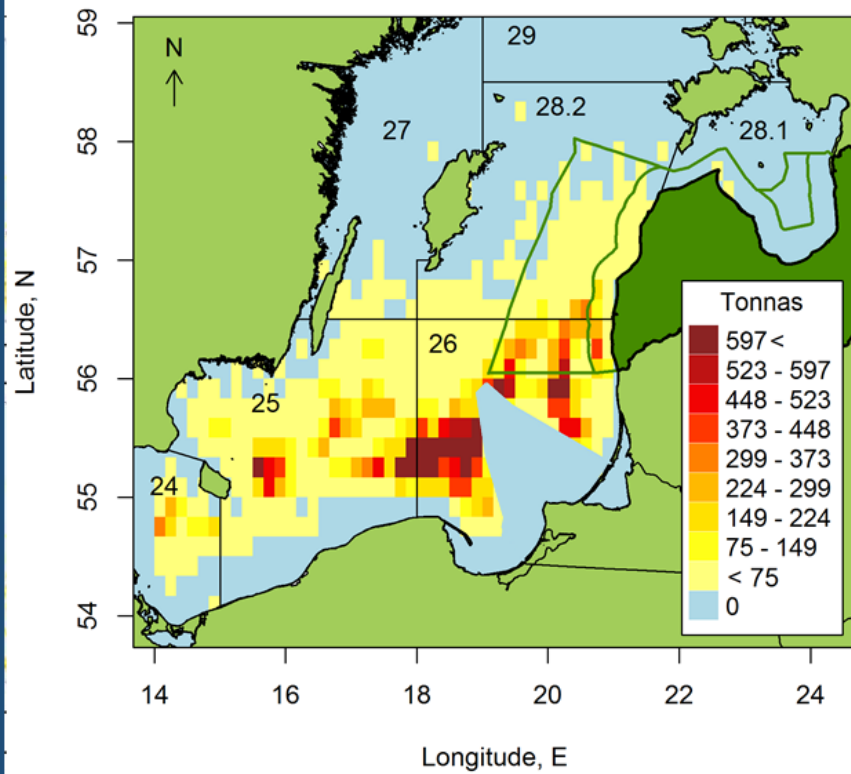 59
58
57
56
55
54
Latitude, N
N
29
28.2
27
28.1
26
25
24
Tonnas
597<
523 - 597
448 - 523
373 - 448
299 - 373
224 - 299
149 - 224
75 - 149
< 75
0
14
16
18
20
22
24
Longitude, E